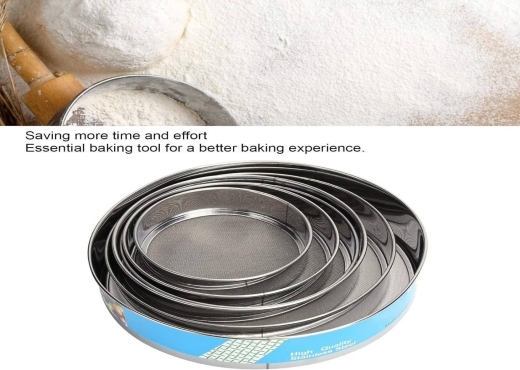 Saving more time and effort
Essential baking tool for a better baking experience.
High Quality
Stainless Steel